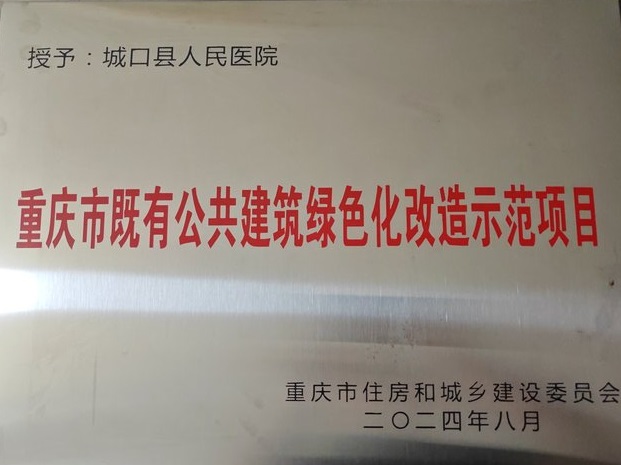 授予：城口县人民医院
重庆市既有公共建筑绿色化改造示范项目
重庆市住房和城乡建设委员会
二〇二四年八月